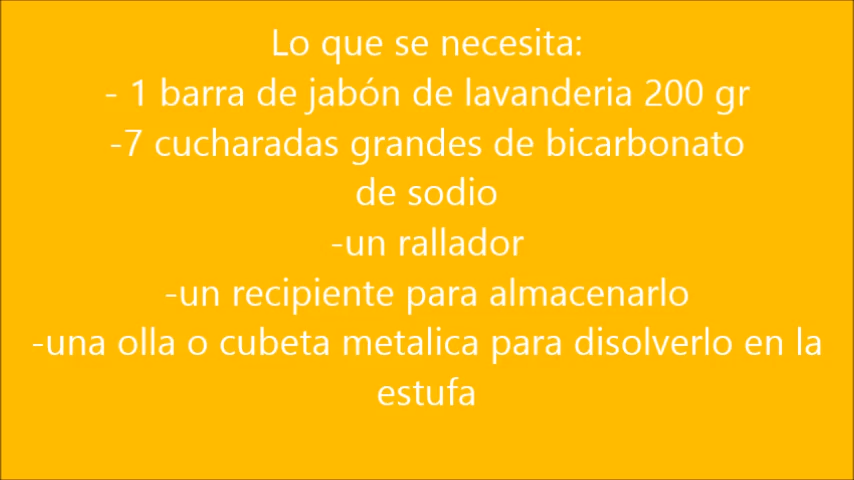 Lo que se necesita:
- 1 barra de jabón de lavanderia 200 gr
-7 cucharadas grandes de bicarbonato
de sodio
-un rallador
-un recipiente para almacenarlo
-una olla o cubeta metalica para disolverlo en la
estufa